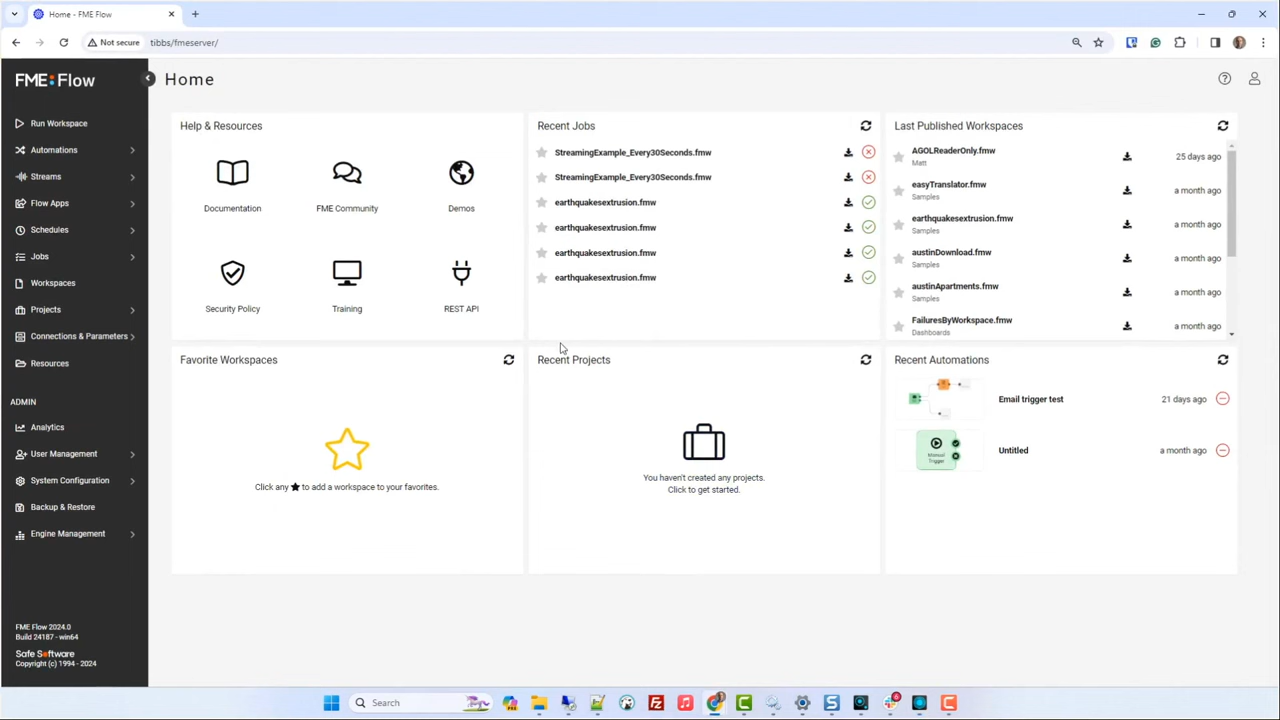 Home - FME Flow
Not secure
tibbs/fmeserver/
FME Flow
Home
Run Workspace
Automations
Streams
Flow Apps
Schedules
Jobs
Workspaces
Projects
Connections & Parameters
Resources
ADMIN
Analytics
User Management
System Configuration
Backup & Restore
Engine Management
FME Flow 2024.0
Build 24187 - win64
Safe Software
Copyright (c) 1994 - 2024
Help & Resources
Documentation
FME Community
Demos
Security Policy
Training
REST API
Recent Jobs
StreamingExample_Every30Seconds.fmw
StreamingExample_Every30Seconds.fmw
earthquakesextrusion.fmw
earthquakesextrusion.fmw
earthquakesextrusion.fmw
earthquakesextrusion.fmw
Last Published Workspaces
AGOLReaderOnly.fmw
Matt
25 days ago
easyTranslator.fmw
Samples
a month ago
earthquakesextrusion.fmw
Samples
a month ago
austinDownload.fmw
Samples
a month ago
austinApartments.fmw
Samples
a month ago
FailuresByWorkspace.fmw
Dashboards
a month ago
Favorite Workspaces
Click any ★ to add a workspace to your favorites.
Recent Projects
You haven't created any projects.
Click to get started.
Recent Automations
Email trigger test
21 days ago
Manual
Trigger
Untitled
a month ago
Search